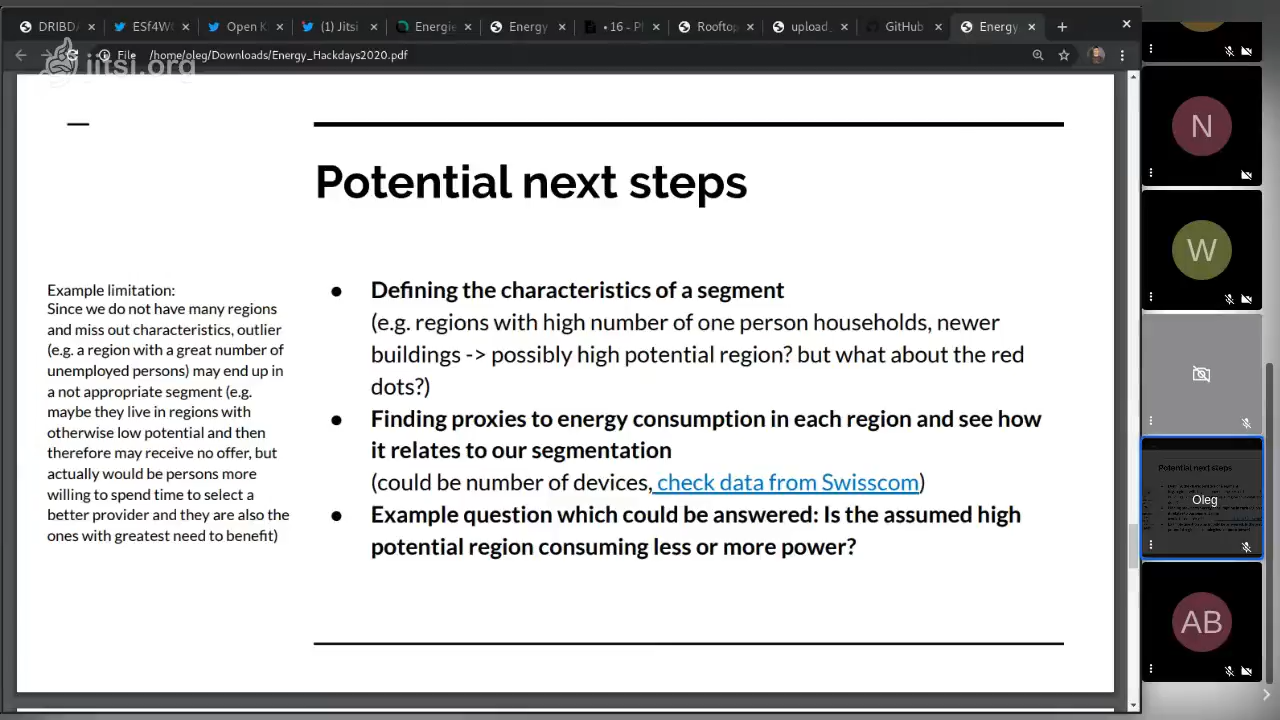 DRIBDA
ESf4W
Open K
(1) Jitsi
Energie
Energy
• 16 - P
Rooftop
upload_
GitHub
Energy
File /home/oleg/Downloads/Energy_Hackdays2020.pdf
jitsi.org
Potential next steps
Example limitation:
Since we do not have many regions
and miss out characteristics, outlier
(e.g. a region with a great number of
unemployed persons) may end up in
a not appropriate segment (e.g.
maybe they live in regions with
otherwise low potential and then
therefore may receive no offer, but
actually would be persons more
willing to spend time to select a
better provider and they are also the
ones with greatest need to benefit)
● Defining the characteristics of a segment
(e.g. regions with high number of one person households, newer
buildings -> possibly high potential region? but what about the red
dots?)
● Finding proxies to energy consumption in each region and see how
it relates to our segmentation
(could be number of devices, check data from Swisscom)
● Example question which could be answered: Is the assumed high
potential region consuming less or more power?
N
W
Potential next steps
Oleg
AB